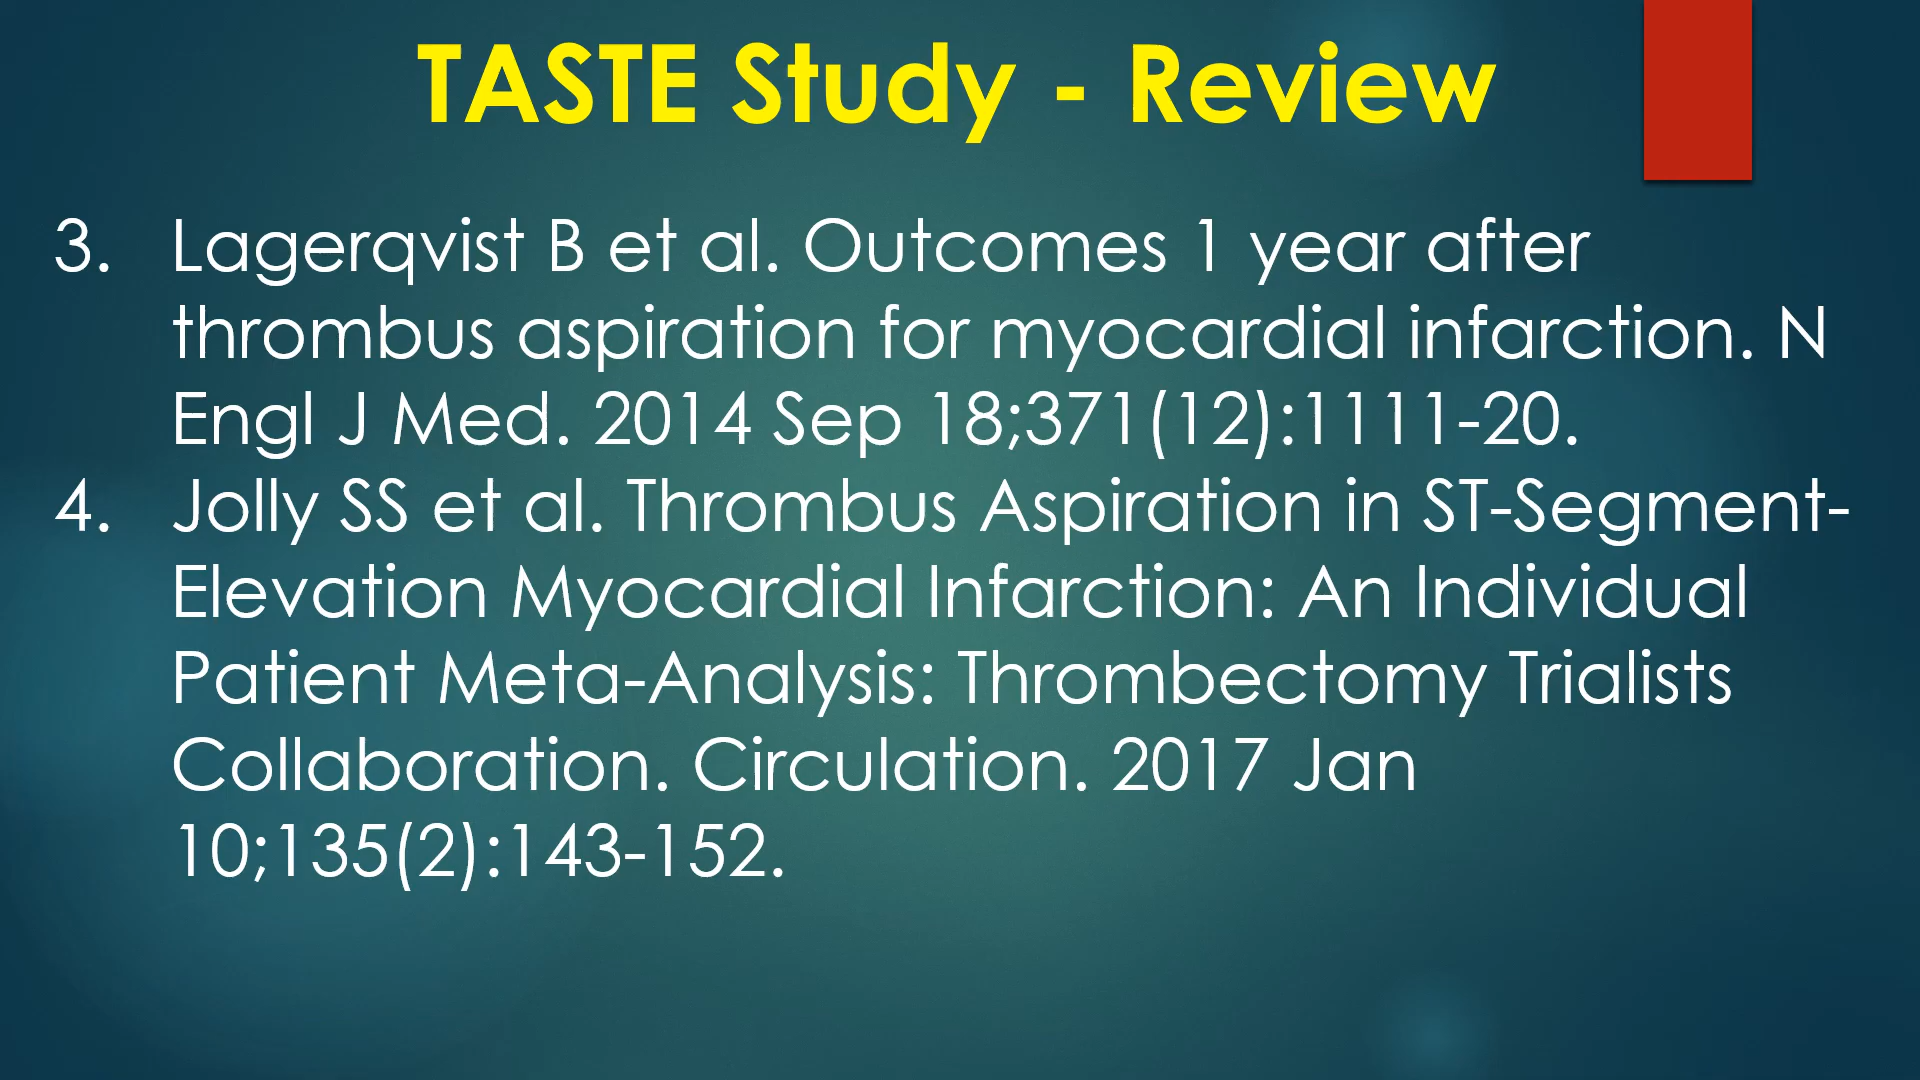 TASTE Study - Review
3. Lagerqvist B et al. Outcomes 1 year after
thrombus aspiration for myocardial infarction. N
Engl J Med. 2014 Sep 18;371(12):1111-20.
4. Jolly SS et al. Thrombus Aspiration in ST-Segment-
Elevation Myocardial Infarction: An Individual
Patient Meta-Analysis: Thrombectomy Trialists
Collaboration. Circulation. 2017 Jan
10;135(2):143-152.